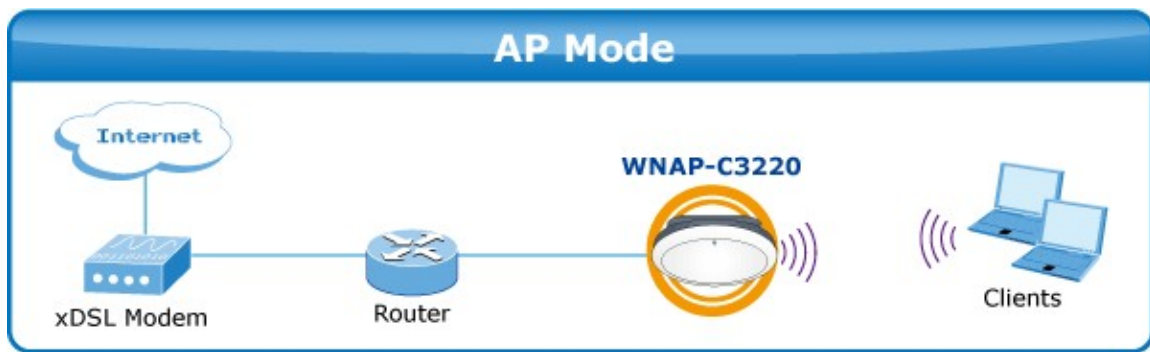 AP Mode
Internet
WNAP-C3220
xDSL Modem
Router
Clients